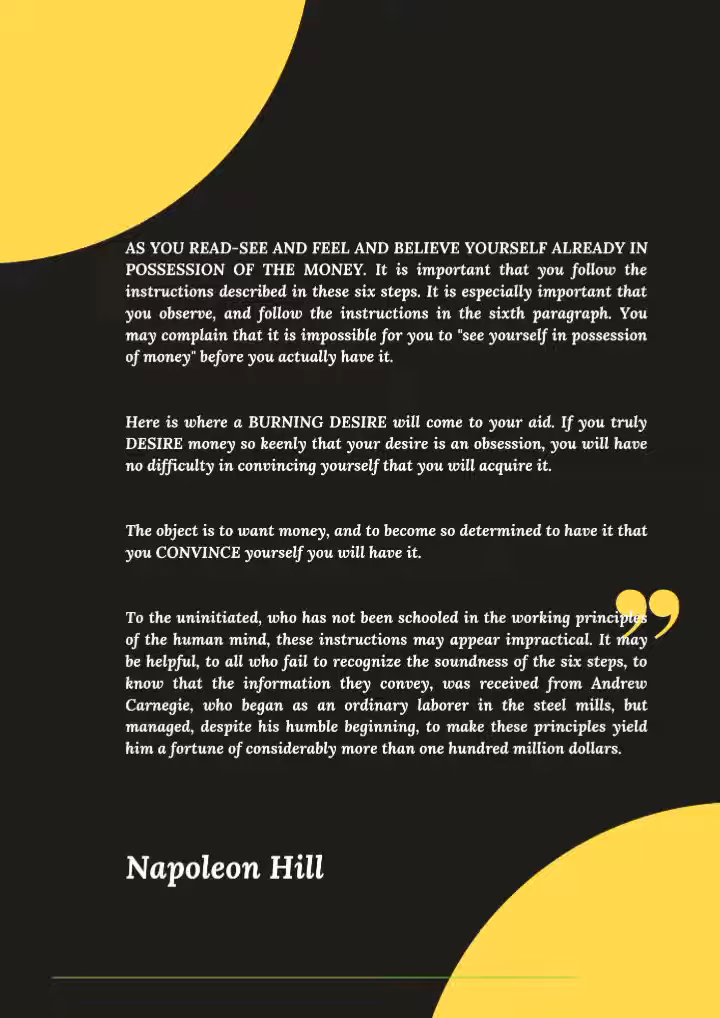 AS YOU READ-SEE AND FEEL AND BELIEVE YOURSELF ALREADY IN
POSSESSION OF THE MONEY. It is important that you follow the
instructions described in these six steps. It is especially important that
you observe, and follow the instructions in the sixth paragraph. You
may complain that it is impossible for you to "see yourself in possession
of money" before you actually have it.
Here is where a BURNING DESIRE will come to your aid. If you truly
DESIRE money so keenly that your desire is an obsession, you will have
no difficulty in convincing yourself that you will acquire it.
The object is to want money, and to become so determined to have it that
you CONVINCE yourself you will have it.
To the uninitiated, who has not been schooled in the working principles
of the human mind, these instructions may appear impractical. It may
be helpful, to all who fail to recognize the soundness of the six steps, to
know that the information they convey, was received from Andrew
Carnegie, who began as an ordinary laborer in the steel mills, but
managed, despite his humble beginning, to make these principles yield
him a fortune of considerably more than one hundred million dollars.
”
Napoleon Hill